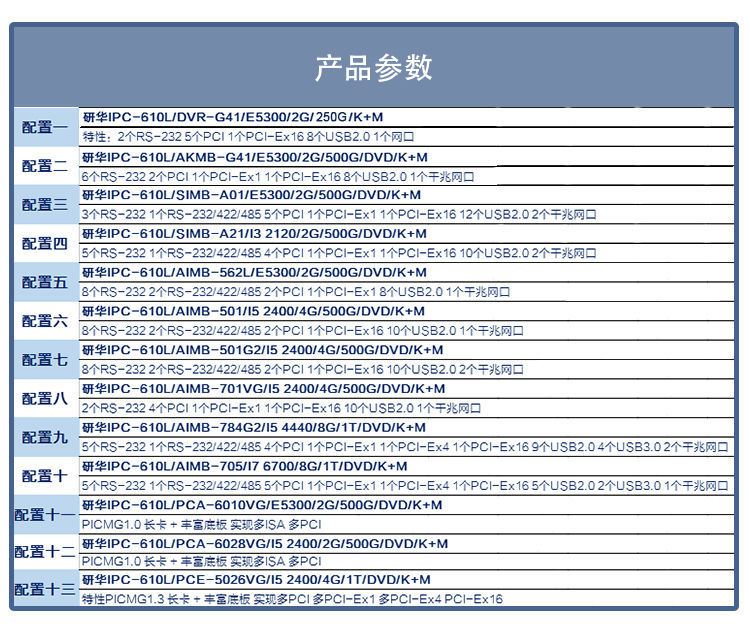 产品参数
配置一
研华IPC-610L/DVR-G41/E5300/2G/250G/K+M
特性：2个RS-232 5个PCI 1个PCI-Ex16 8个USB2.0 1个网口
配置二
研华IPC-610L/AKMB-G41/E5300/2G/500G/DVD/K+M
6个RS-232 2个PCI 1个PCI-Ex1 1个PCI-Ex16 8个USB2.0 1个干兆网口
配置三
研华IPC-610L/SIMB-A01/E5300/2G/500G/DVD/K+M
3个RS-232 1个RS-232/422/485 5个PCI 1个PCI-Ex1 1个PCI-Ex16 12个USB2.0 2个干兆网口
配置四
研华IPC-610L/SIMB-A21/I3 2120/2G/500G/DVD/K+M
5个RS-232 1个RS-232/422/485 4个PCI 1个PCI-Ex1 1个PCI-Ex16 10个USB2.0 2个干兆网口
配置五
研华IPC-610L/AIMB-562L/E5300/2G/500G/DVD/K+M
8个RS-232 2个RS-232/422/485 2个PCI 1个PCI-Ex1 8个USB2.0 1个干兆网口
配置六
研华IPC-610L/AIMB-501/I5 2400/4G/500G/DVD/K+M
8个RS-232 2个RS-232/422/485 2个PCI 1个PCI-Ex16 10个USB2.0 1个干兆网口
配置七
研华IPC-610L/AIMB-501G2/I5 2400/4G/500G/DVD/K+M
8个RS-232 2个RS-232/422/485 2个PCI 1个PCI-Ex16 10个USB2.0 2个干兆网口
配置八
研华IPC-610L/AIMB-701VG/I5 2400/4G/500G/DVD/K+M
2个RS-232 4个PCI 1个PCI-Ex1 1个PCI-Ex16 10个USB2.0 1个干兆网口
配置九
研华IPC-610L/AIMB-784G2/I5 4440/8G/1T/DVD/K+M
5个RS-232 1个RS-232/422/485 4个PCI 1个PCI-Ex1 1个PCI-Ex4 1个PCI-Ex16 9个USB2.0 4个USB3.0 2个干兆网口
配置十
研华IPC-610L/AIMB-705/I7 6700/8G/1T/DVD/K+M
5个RS-232 1个RS-232/422/485 5个PCI 1个PCI-Ex1 1个PCI-Ex4 1个PCI-Ex16 5个USB2.0 2个USB3.0 2个干兆网口
配置十一
研华IPC-610L/PCA-6010VG/E5300/2G/500G/DVD/K+M
PICMG1.0 长卡 + 丰富底板 实现多ISA 多PCI
配置十二
研华IPC-610L/PCA-6028VG/I5 2400/2G/500G/DVD/K+M
PICMG1.0 长卡 + 丰富底板 实现多ISA 多PCI
配置十三
研华IPC-610L/PCE-5026VG/I5 2400/4G/1T/DVD/K+M
特性PICMG1.3 长卡 + 丰富底板 实现多PCI 多PCI-Ex1 多PCI-Ex4 PCI-Ex16